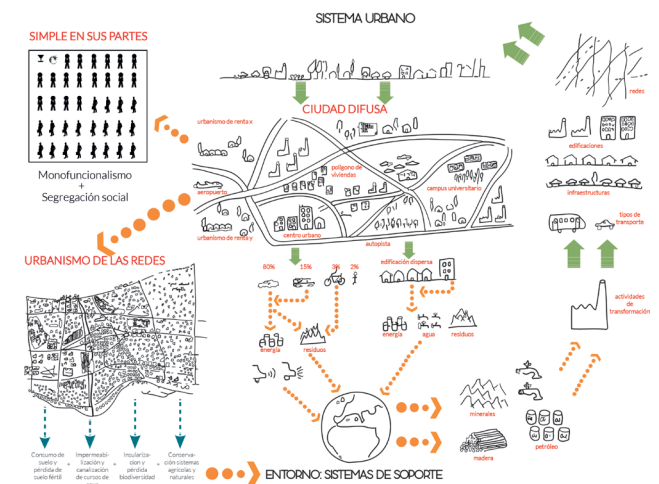 SISTEMA URBANO
SIMPLE EN SUS PARTES
Monofuncionalismo
+
Segregación social
CIUDAD DIFUSA
urbanismo de renta x
polígono de
viviendas
aeropuerto
campus universitario
urbanismo de renta y
centro urbano
autopista
redes
edificaciones
infraestructuras
tipos de
transporte
actividades
de
transformación
URBANISMO DE LAS REDES
80%
15%
3%
2%
edificación dispersa
energía
residuos
energía
agua
residuos
minerales
madera
petróleo
Consumo de
suelo y
pérdida de
suelo fértil
+
Impermeabi-
lización y
canalización
de cursos de
agua
+
Insulariza-
cion y
pérdida
biodiversidad
+
Conserva-
ción sistemas
agrícolas y
naturales
ENTORNO: SISTEMAS DE SOPORTE